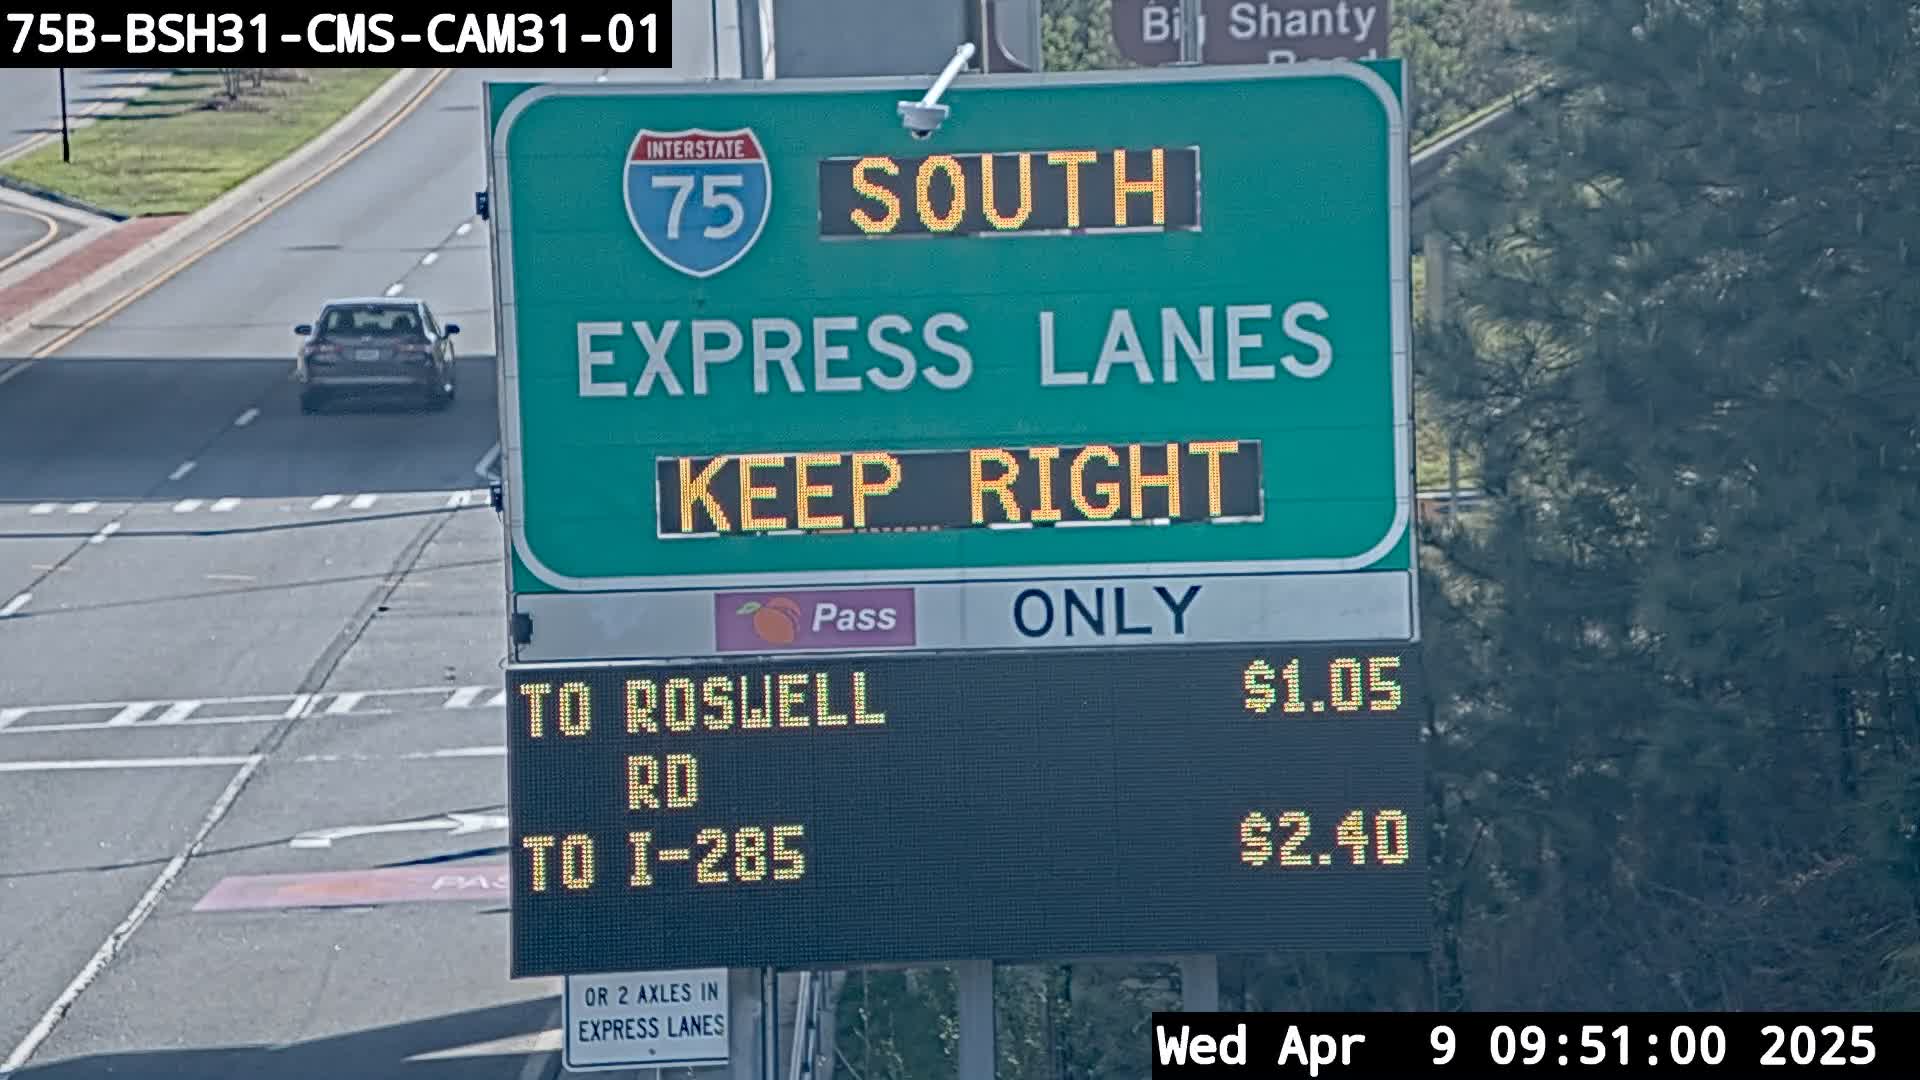 75B-BSH31-CMS-CAM31-01
Big Shanty
Road
INTERSTATE
75
SOUTH
EXPRESS LANES
KEEP RIGHT
Pass ONLY
TO ROSWELL $1.05
RD
TO I-285 $2.40
OR 2 AXLES IN
EXPRESS LANES
Wed Apr 9 09:51:00 2025